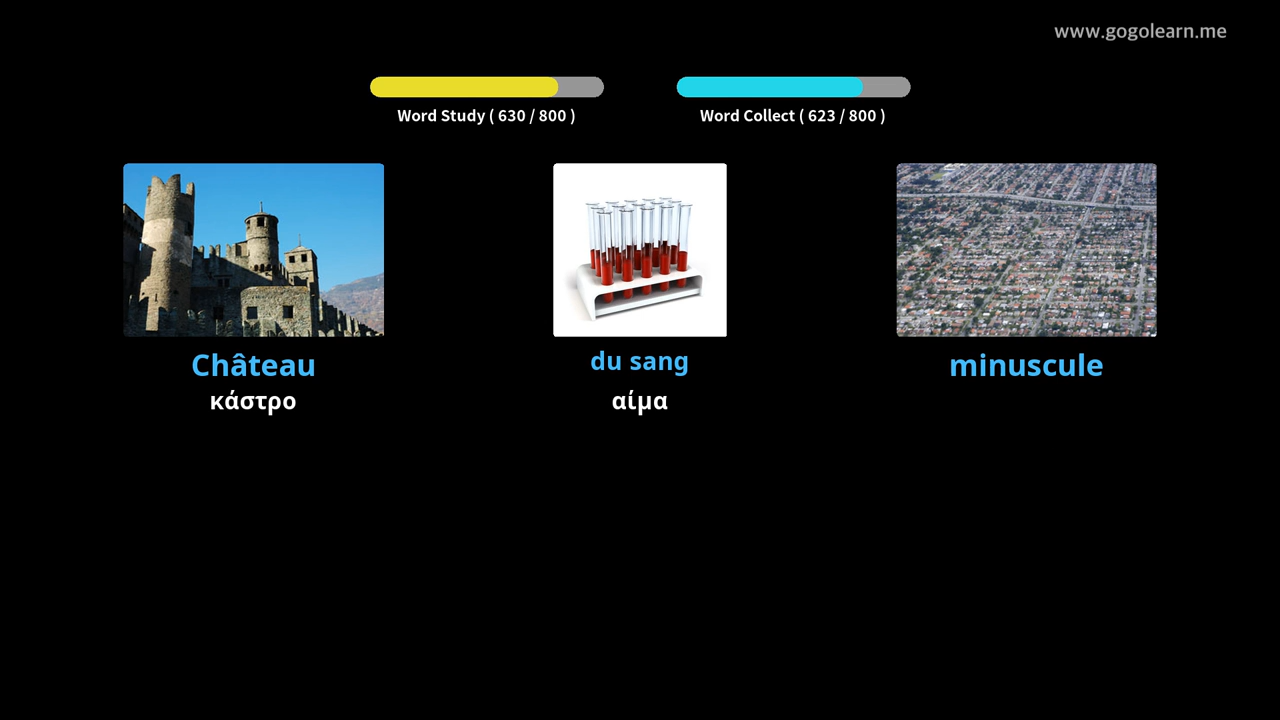 www.gogolearn.me
Word Study ( 630 / 800 )
Word Collect ( 623 / 800 )
Château
κάστρο
du sang
αίμα
minuscule